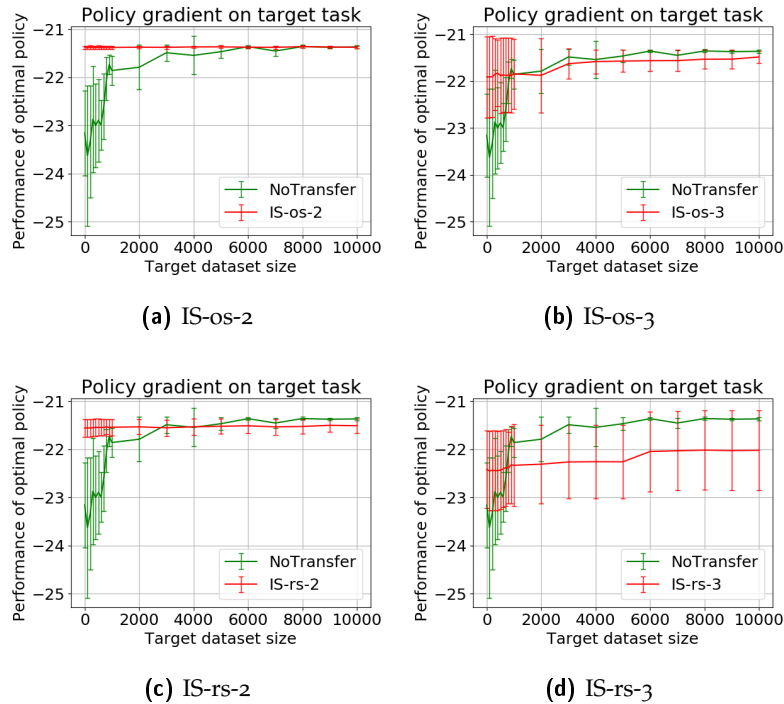 Policy gradient on target task
Performance of optimal policy
−21
−22
−23
−24
−25
NoTransfer
IS-os-2
0 2000 4000 6000 8000 10000
Target dataset size
(a) IS-os-2
Policy gradient on target task
Performance of optimal policy
−21
−22
−23
−24
−25
NoTransfer
IS-os-3
0 2000 4000 6000 8000 10000
Target dataset size
(b) IS-os-3
Policy gradient on target task
Performance of optimal policy
−21
−22
−23
−24
−25
NoTransfer
IS-rs-2
0 2000 4000 6000 8000 10000
Target dataset size
(c) IS-rs-2
Policy gradient on target task
Performance of optimal policy
−21
−22
−23
−24
−25
NoTransfer
IS-rs-3
0 2000 4000 6000 8000 10000
Target dataset size
(d) IS-rs-3